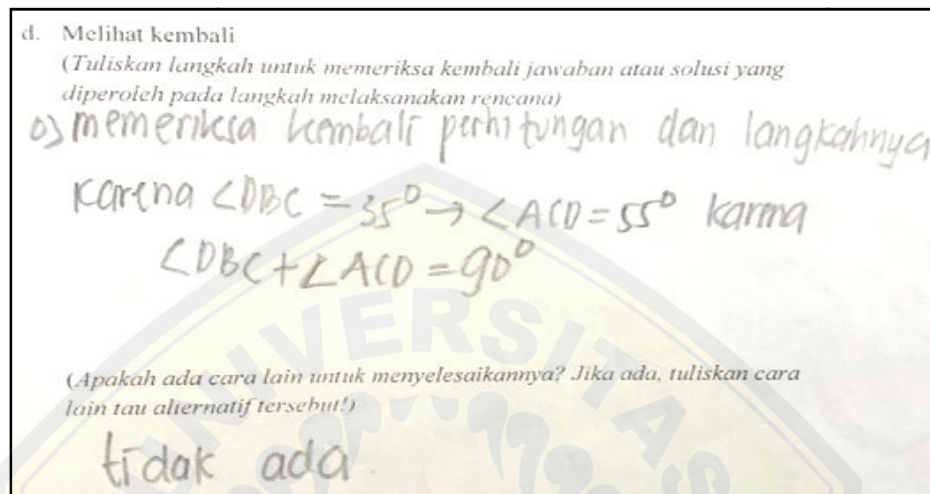 d. Melihat kembali
(Tuliskan langkah untuk memeriksa kembali jawaban atau solusi yang
diperoleh pada langkah melaksanakan rencana)
o) memeriksa kembali perhitungan dan langkahnya
Karena ∠DBC = 35° → ∠ACD = 55° karna
∠DBC + ∠ACD = 90°
(Apakah ada cara lain untuk menyelesaikannya? Jika ada, tuliskan cara
lain tau alternatif tersebut!)
tidak ada